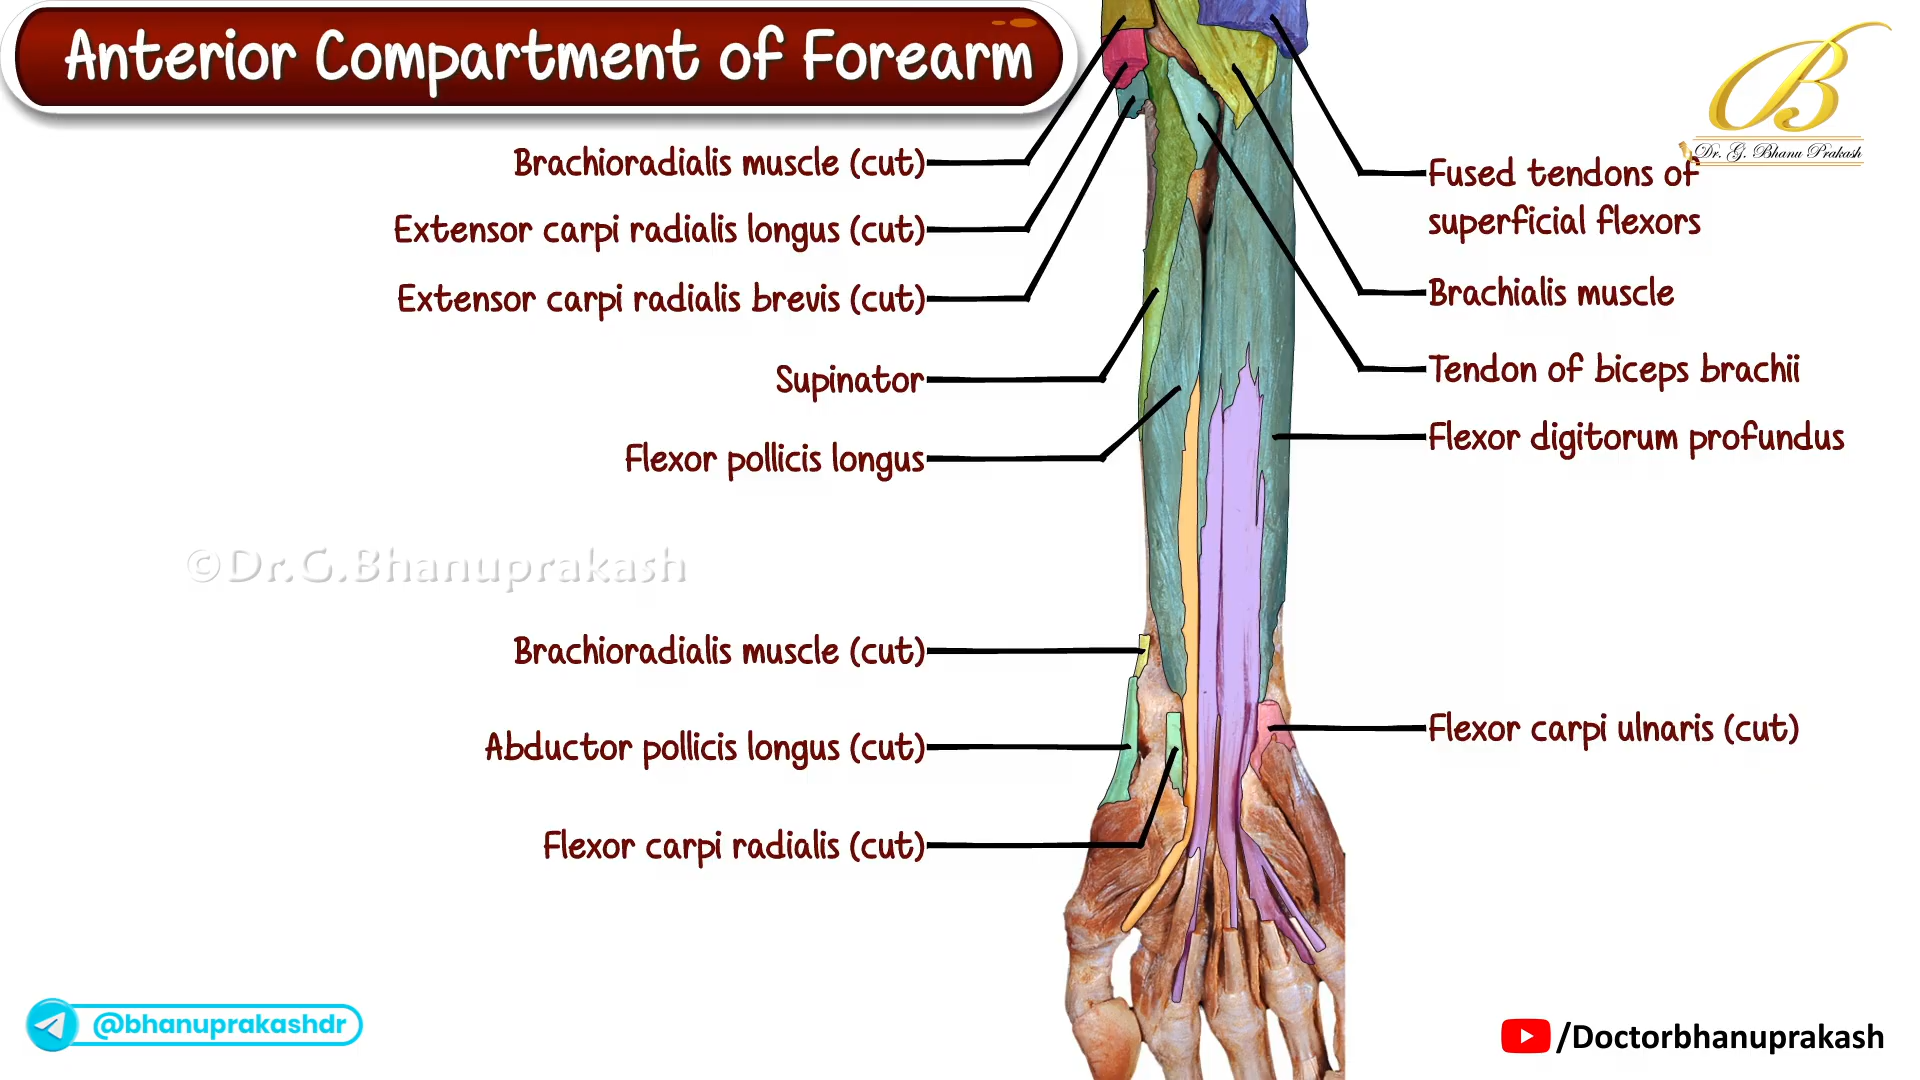 Anterior Compartment of Forearm
Dr. G. Bhanu Prakash
Brachioradialis muscle (cut)
Extensor carpi radialis longus (cut)
Extensor carpi radialis brevis (cut)
Supinator
Flexor pollicis longus
Brachioradialis muscle (cut)
Abductor pollicis longus (cut)
Flexor carpi radialis (cut)
Fused tendons of
superficial flexors
Brachialis muscle
Tendon of biceps brachii
Flexor digitorum profundus
Flexor carpi ulnaris (cut)
©Dr.G.Bhanuprakash
@bhanuprakashdr
/Doctorbhanuprakash